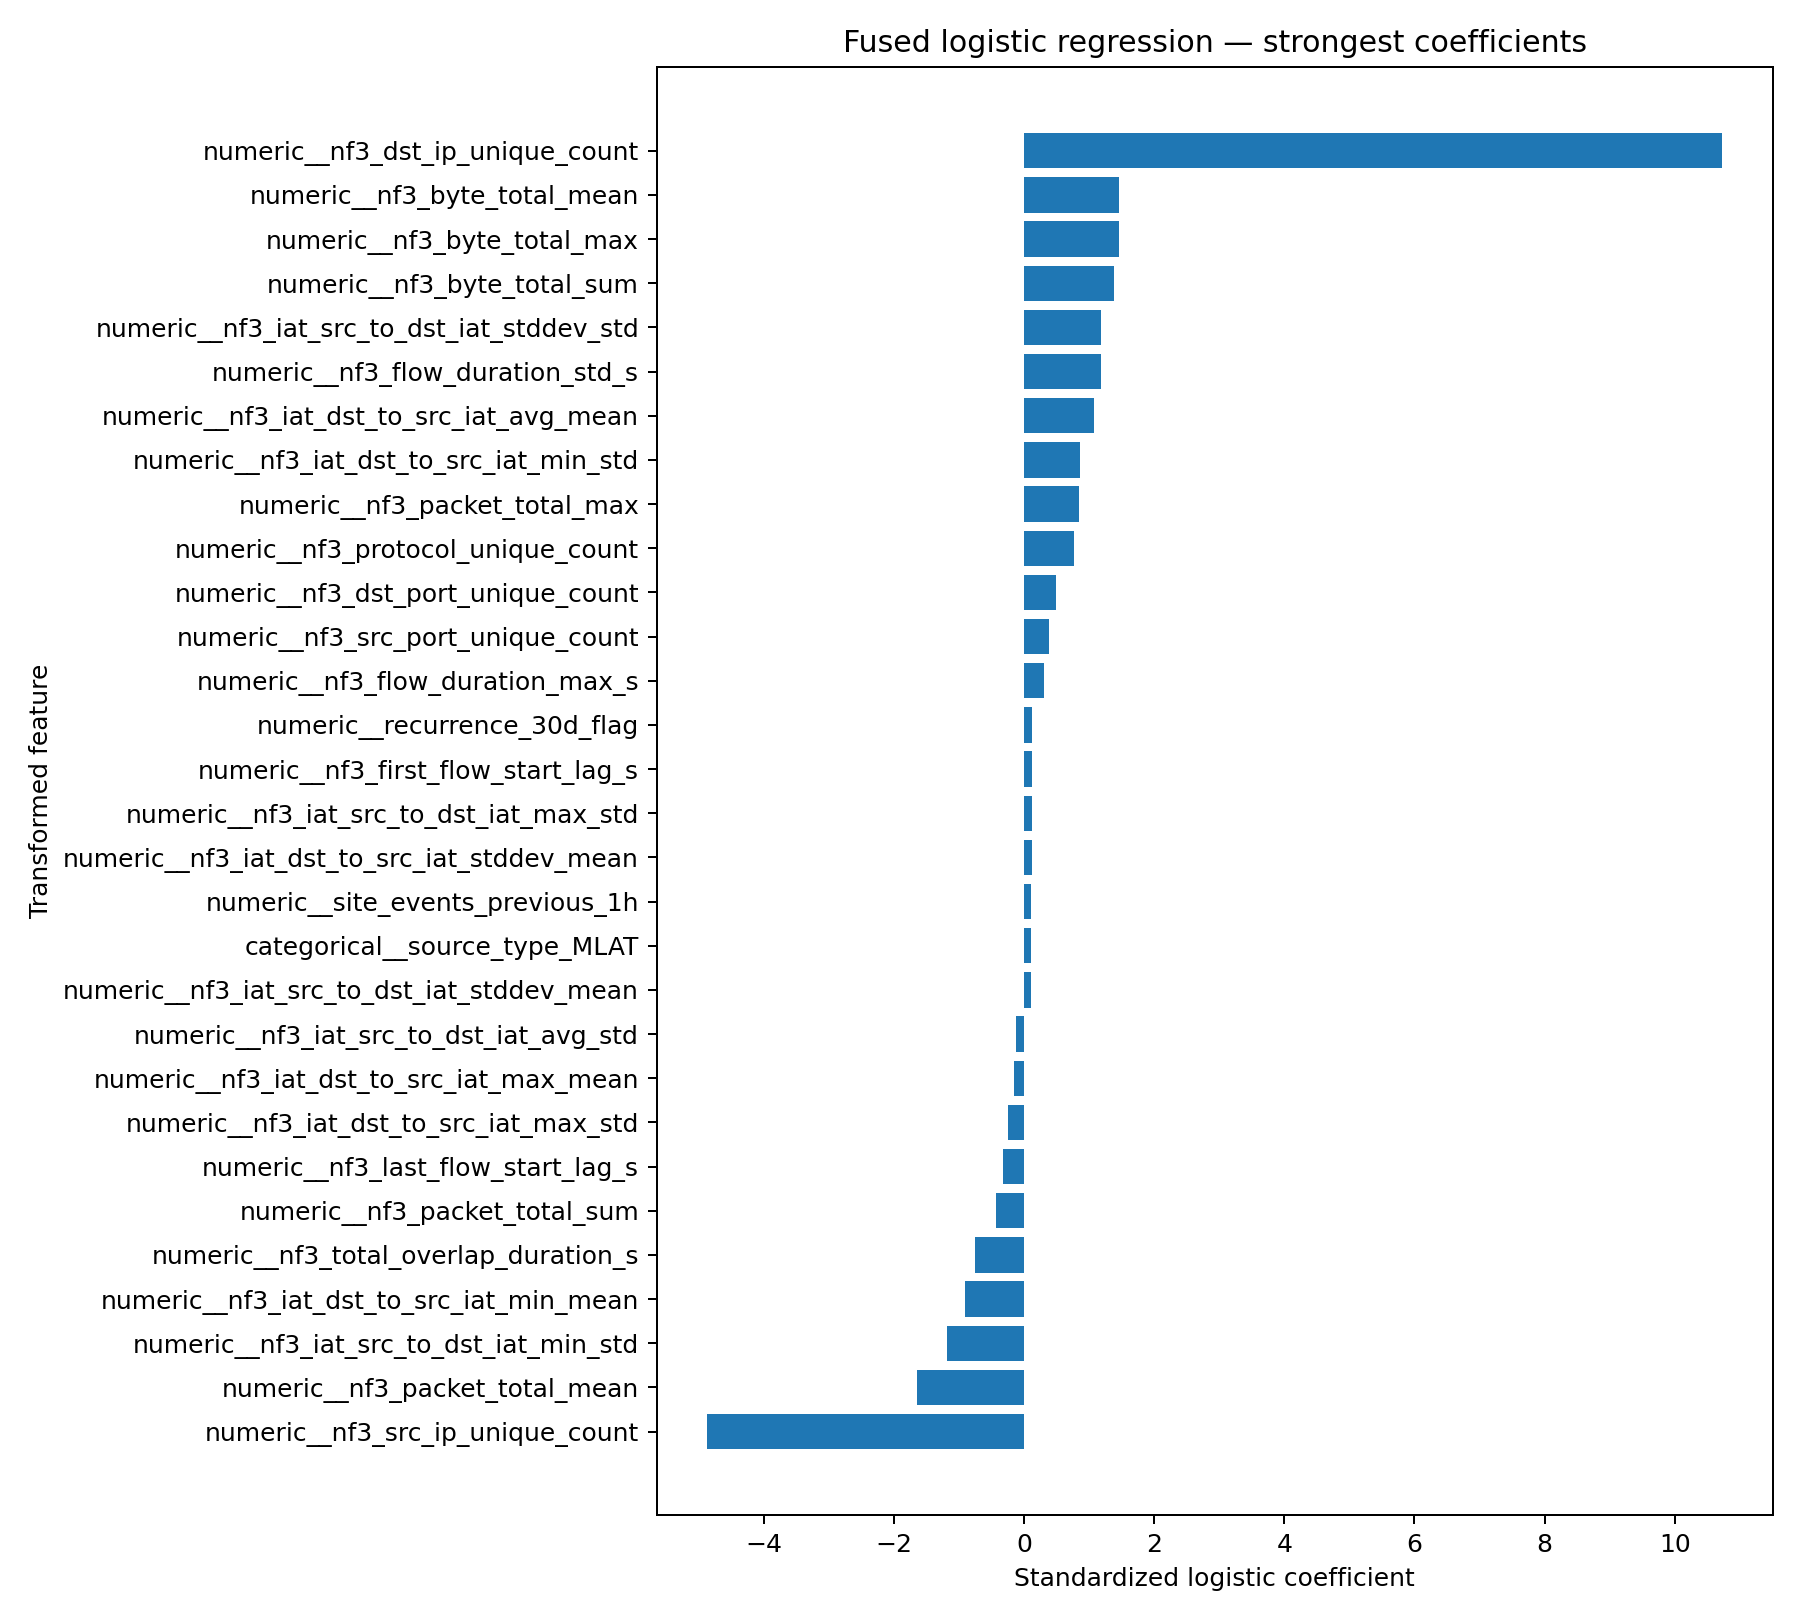 Fused logistic regression — strongest coefficients
numeric__nf3_dst_ip_unique_count
numeric__nf3_byte_total_mean
numeric__nf3_byte_total_max
numeric__nf3_byte_total_sum
numeric__nf3_iat_src_to_dst_iat_stddev_std
numeric__nf3_flow_duration_std_s
numeric__nf3_iat_dst_to_src_iat_avg_mean
numeric__nf3_iat_dst_to_src_iat_min_std
numeric__nf3_packet_total_max
numeric__nf3_protocol_unique_count
numeric__nf3_dst_port_unique_count
numeric__nf3_src_port_unique_count
numeric__nf3_flow_duration_max_s
numeric__recurrence_30d_flag
numeric__nf3_first_flow_start_lag_s
numeric__nf3_iat_src_to_dst_iat_max_std
numeric__nf3_iat_dst_to_src_iat_stddev_mean
numeric__site_events_previous_1h
categorical__source_type_MLAT
numeric__nf3_iat_src_to_dst_iat_stddev_mean
numeric__nf3_iat_src_to_dst_iat_avg_std
numeric__nf3_iat_dst_to_src_iat_max_mean
numeric__nf3_iat_dst_to_src_iat_max_std
numeric__nf3_last_flow_start_lag_s
numeric__nf3_packet_total_sum
numeric__nf3_total_overlap_duration_s
numeric__nf3_iat_dst_to_src_iat_min_mean
numeric__nf3_iat_src_to_dst_iat_min_std
numeric__nf3_packet_total_mean
numeric__nf3_src_ip_unique_count
Transformed feature
−4 −2 0 2 4 6 8 10
Standardized logistic coefficient